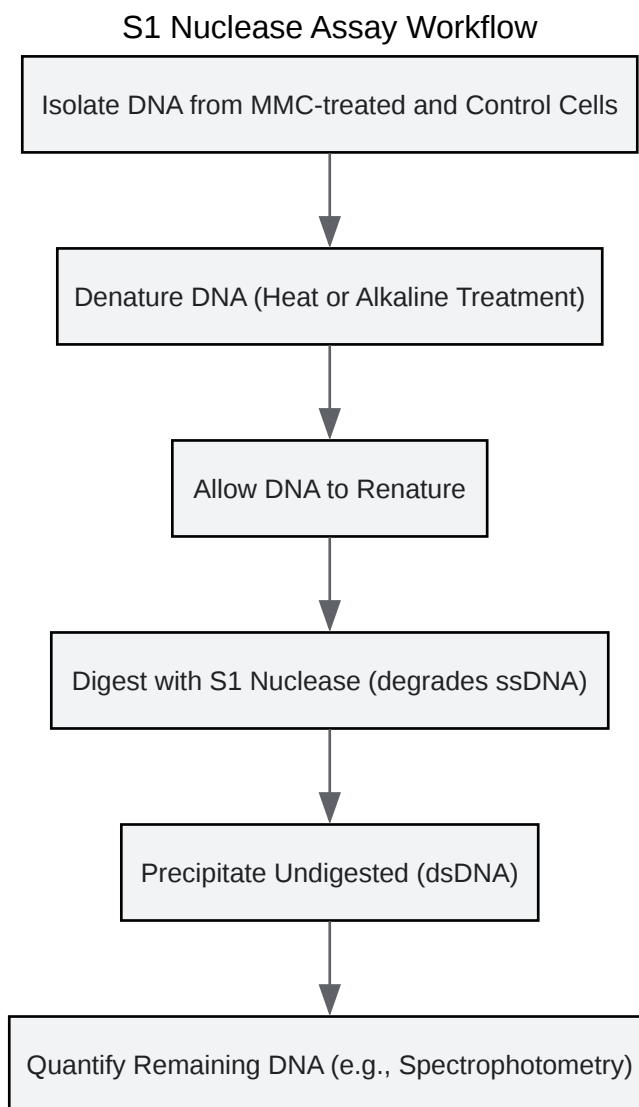 S1 Nuclease Assay Workflow
Isolate DNA from MMC-treated and Control Cells
Denature DNA (Heat or Alkaline Treatment)
Allow DNA to Renature
Digest with S1 Nuclease (degrades ssDNA)
Precipitate Undigested (dsDNA)
Quantify Remaining DNA (e.g., Spectrophotometry)